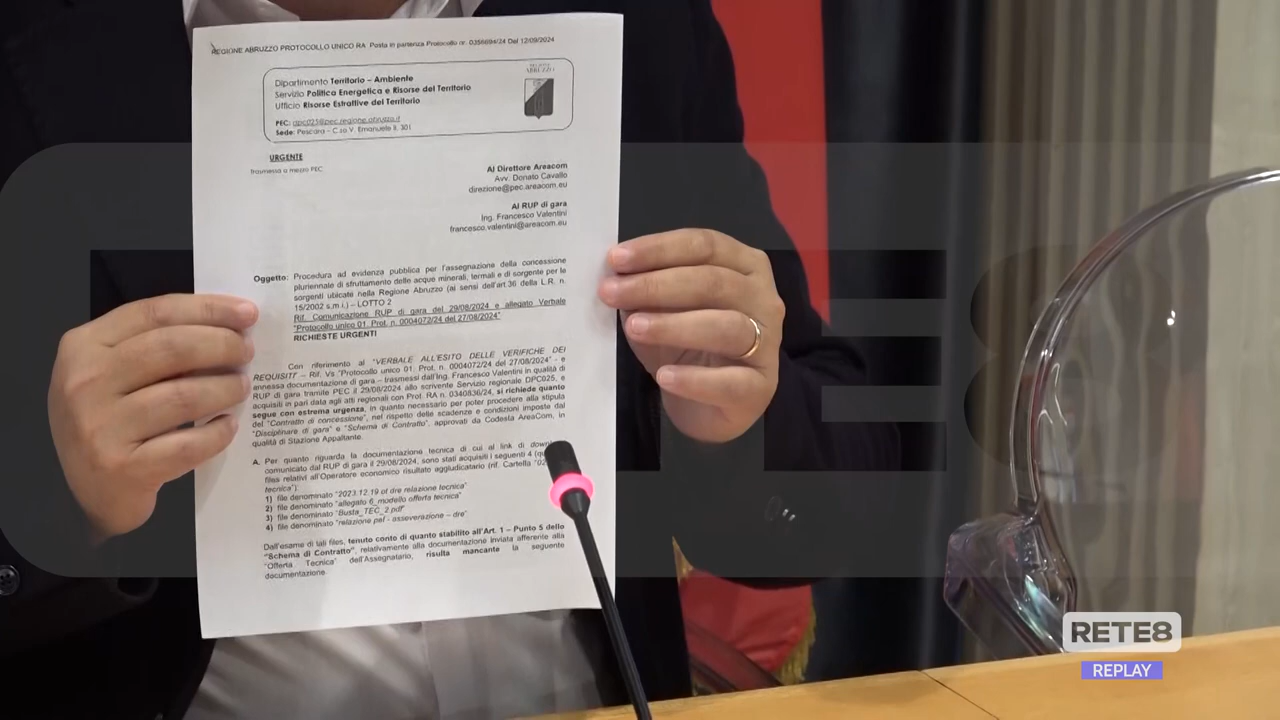 REGIONE ABRUZZO PROTOCOLLO UNICO RA Posta in partenza Protocollo nr. 0356694/24 Del 12/09/2024
REGIONE
ABRUZZO
Dipartimento Territorio – Ambiente
Servizio Politica Energetica e Risorse del Territorio
Ufficio Risorse Estrattive del Territorio
PEC: dpc025@pec.regione.abruzzo.it
Sede: Pescara – C.so V. Emanuele II, 301
URGENTE
Trasmessa a mezzo PEC
Al Direttore Areacom
Avv. Donato Cavallo
direzione@pec.areacom.eu
Al RUP di gara
Ing. Francesco Valentini
francesco.valentini@areacom.eu
Oggetto: Procedura ad evidenza pubblica per l'assegnazione della concessione
pluriennale di sfruttamento delle acque minerali, termali e di sorgente per le
sorgenti ubicate nella Regione Abruzzo (ai sensi dell'art.36 della L.R. n.
15/2002 s.m.i.) – LOTTO 2
Rif. Comunicazione RUP di gara del 29/08/2024 e allegato Verbale
"Protocollo unico 01. Prot. n. 0004072/24 del 27/08/2024"
RICHIESTE URGENTI
Con riferimento al "VERBALE ALL'ESITO DELLE VERIFICHE DEI
REQUISITI" – Rif. Vs "Protocollo unico 01. Prot. n. 0004072/24 del 27/08/2024" - e
annessa documentazione di gara – trasmessi dall'Ing. Francesco Valentini in qualità di
RUP di gara tramite PEC il 29/08/2024 allo scrivente Servizio regionale DPC025, e
acquisiti in pari data agli atti regionali con Prot. RA n. 0340836/24, si richiede quanto
segue con estrema urgenza, in quanto necessario per poter procedere alla stipula
del "Contratto di concessione", nel rispetto delle scadenze e condizioni imposte dal
"Disciplinare di gara" e "Schema di Contratto", approvati da Codesta AreaCom, in
qualità di Stazione Appaltante.
A. Per quanto riguarda la documentazione tecnica di cui al link di
comunicato dal RUP di gara il 29/08/2024, sono stati acquisiti i seguenti 4
files relativi all'Operatore economico risultato aggiudicatario (rif. Cartella
tecnica"):
1) file denominato "2023.12.19 ot dre relazione tecnica"
2) file denominato "allegato 6_modello offerta tecnica"
3) file denominato "Busta_TEC_2.pdf"
4) file denominato "relazione pef - asseverazione – dre"
Dall'esame di tali files, tenuto conto di quanto stabilito all'Art. 1 – Punto 5 dello
"Schema di Contratto", relativamente alla documentazione inviata afferente alla
"Offerta Tecnica" dell'Assegnatario, risulta mancante la seguente
documentazione
RETE8
REPLAY